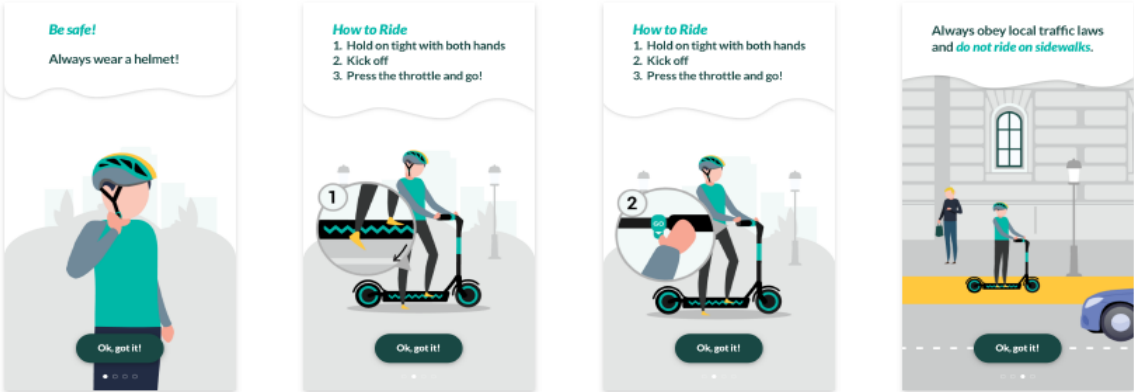 Be safe!
Always wear a helmet!
Ok, got it!
How to Ride
1. Hold on tight with both hands
2. Kick off
3. Press the throttle and go!
1
Ok, got it!
How to Ride
1. Hold on tight with both hands
2. Kick off
3. Press the throttle and go!
2
GO
Ok, got it!
Always obey local traffic laws
and do not ride on sidewalks.
Ok, got it!